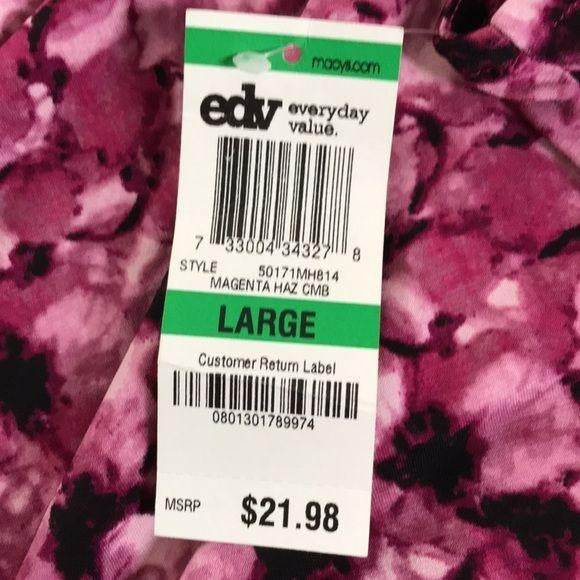 macys.com
edv everyday
value.
7 33004 34327 8
STYLE 50171MH814
MAGENTA HAZ CMB
LARGE
Customer Return Label
0801301789974
MSRP $21.98